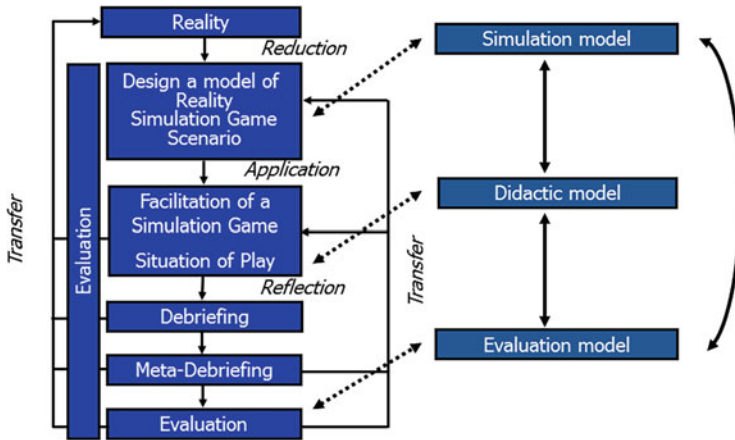 Reality
Reduction
Design a model of
Reality
Simulation Game
Scenario
Application
Facilitation of a
Simulation Game
Situation of Play
Reflection
Debriefing
Meta-Debriefing
Evaluation
Evaluation
Transfer
Transfer
Simulation model
Didactic model
Evaluation model